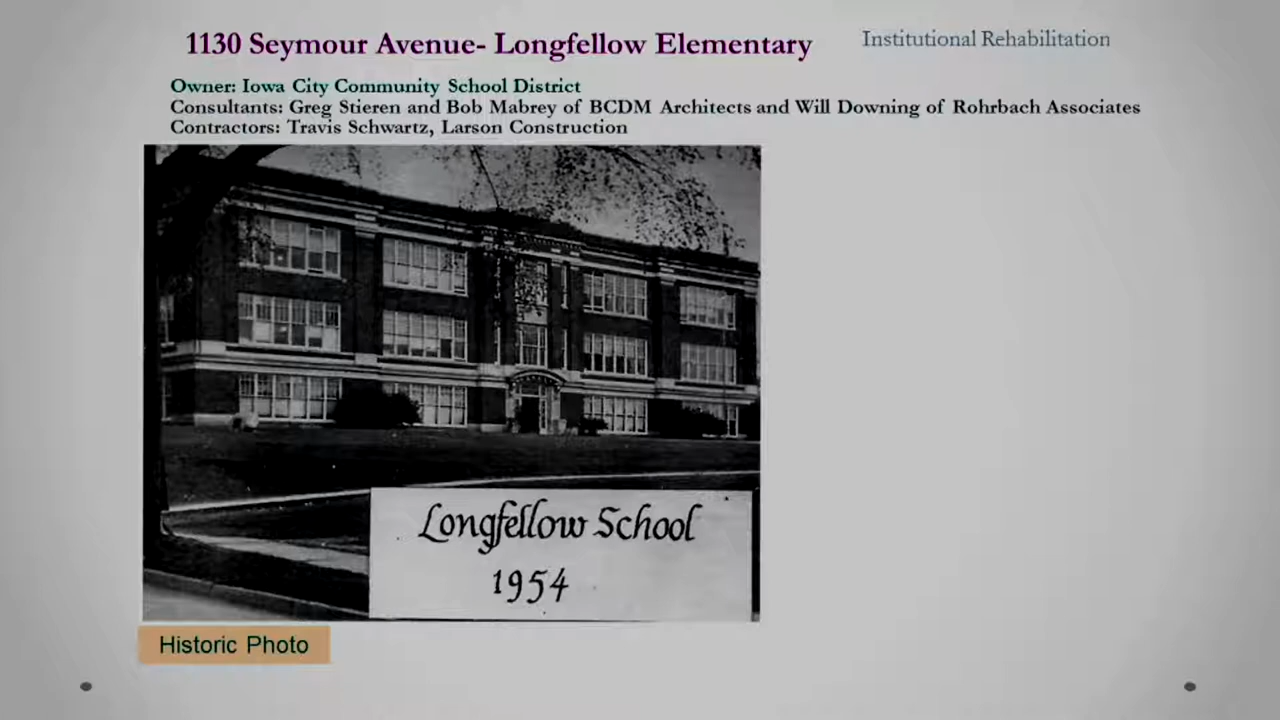 1130 Seymour Avenue- Longfellow Elementary
Institutional Rehabilitation
Owner: Iowa City Community School District
Consultants: Greg Stieren and Bob Mabrey of BCDM Architects and Will Downing of Rohrbach Associates
Contractors: Travis Schwartz, Larson Construction
Longfellow School
1954
Historic Photo